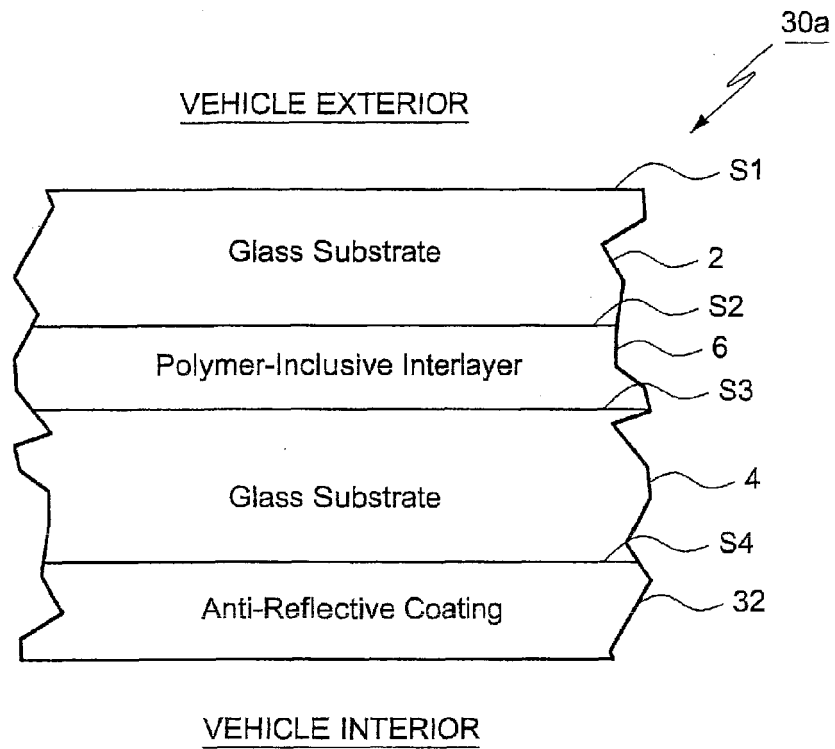 30a
VEHICLE EXTERIOR
S1
Glass Substrate
2
S2
6
Polymer-Inclusive Interlayer
S3
Glass Substrate
4
S4
Anti-Reflective Coating
32
VEHICLE INTERIOR